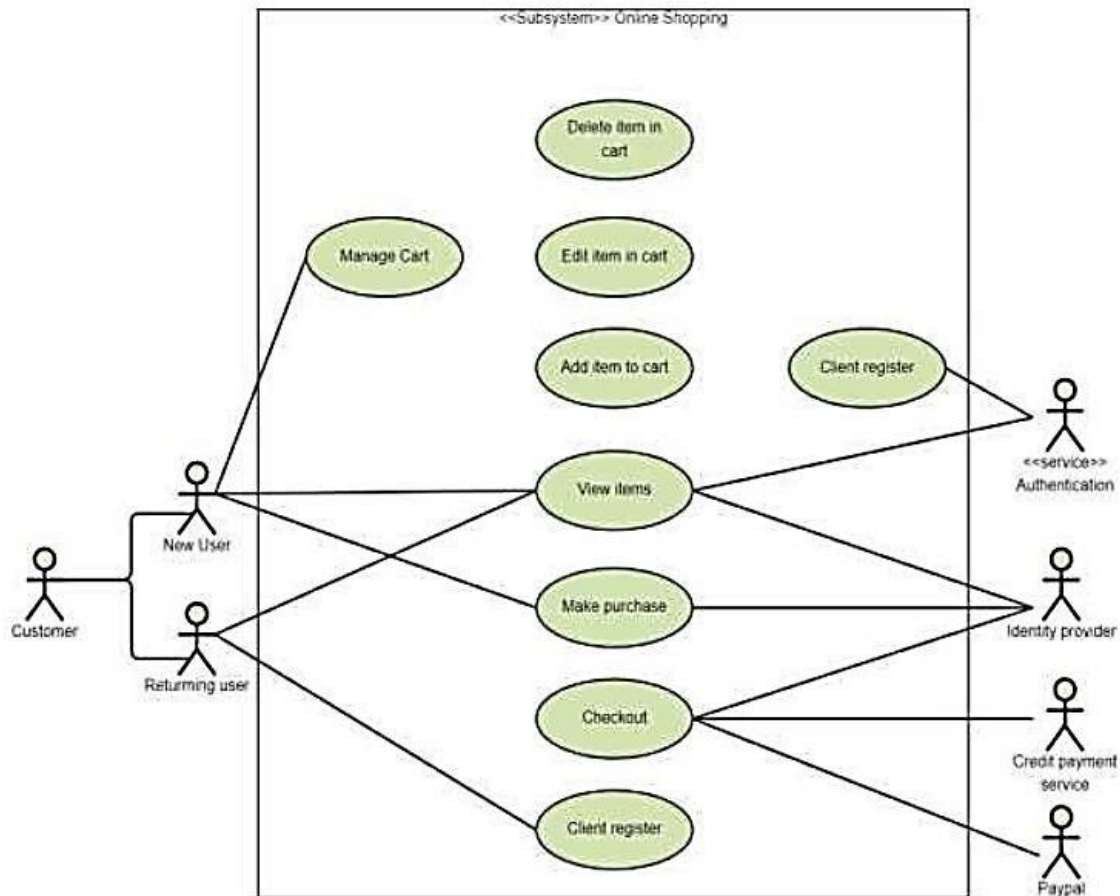 <<Subsystem>> Online Shopping
Delete item in
cart
Manage Cart
Edit item in cart
Add item to cart
Client register
<<service>>
Authentication
View items
New User
Customer
Make purchase
Identity provider
Returming user
Checkout
Credit payment
service
Client register
Paypal